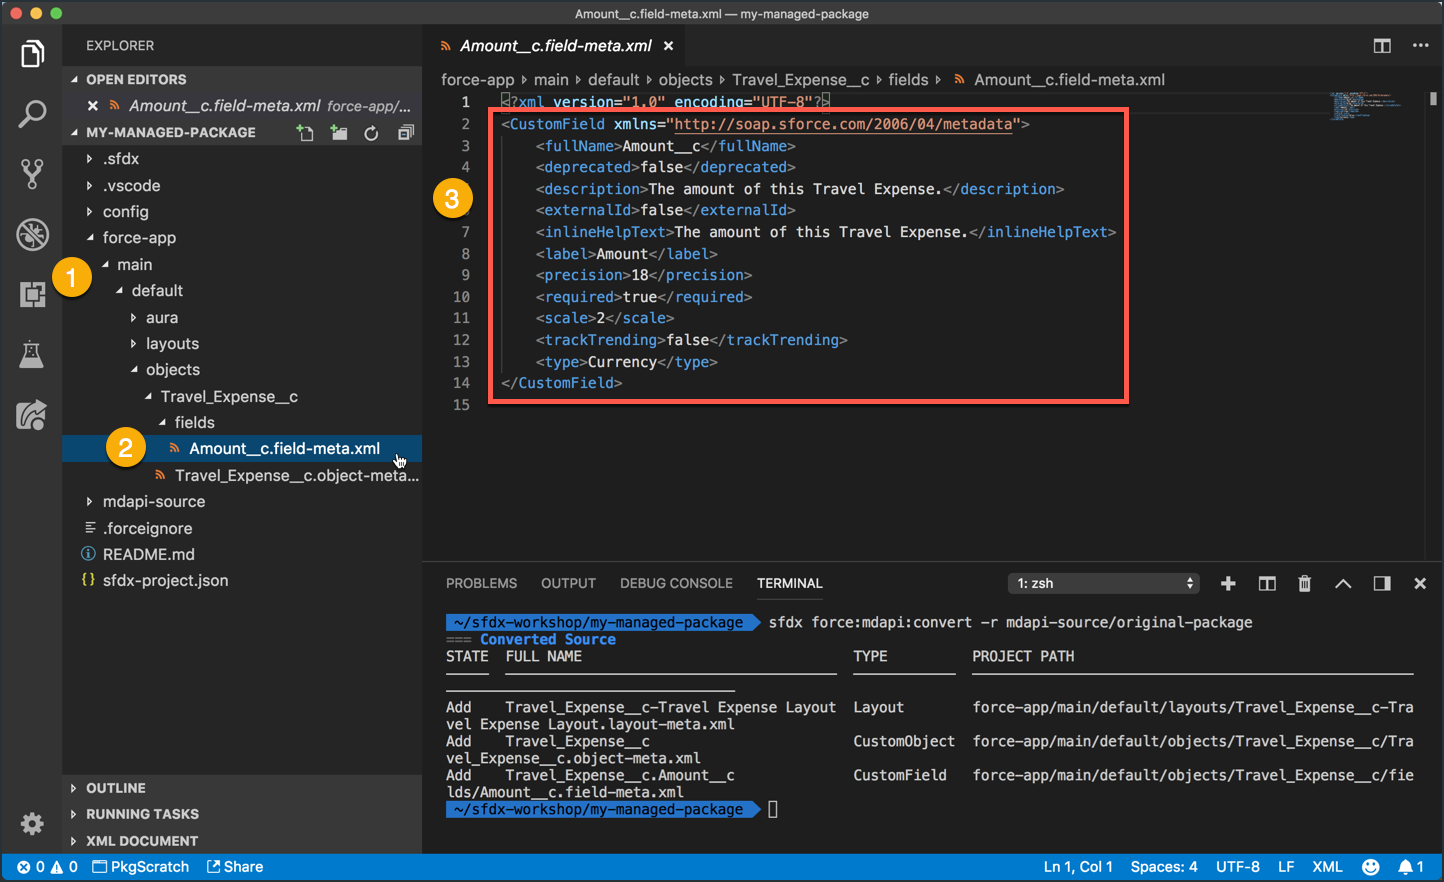 Amount__c.field-meta.xml — my-managed-package
EXPLORER
OPEN EDITORS
Amount__c.field-meta.xml force-app/...
MY-MANAGED-PACKAGE
.sfdx
.vscode
config
force-app
1
main
default
aura
layouts
objects
Travel_Expense__c
fields
2
Amount__c.field-meta.xml
Travel_Expense__c.object-meta...
mdapi-source
.forceignore
README.md
{} sfdx-project.json
OUTLINE
RUNNING TASKS
XML DOCUMENT
Amount__c.field-meta.xml
force-app › main › default › objects › Travel_Expense__c › fields › Amount__c.field-meta.xml
1 <?xml version="1.0" encoding="UTF-8"?>
2 <CustomField xmlns="http://soap.sforce.com/2006/04/metadata">
3 <fullName>Amount__c</fullName>
4 <deprecated>false</deprecated>
<description>The amount of this Travel Expense.</description>
3
<externalId>false</externalId>
7 <inlineHelpText>The amount of this Travel Expense.</inlineHelpText>
8 <label>Amount</label>
9 <precision>18</precision>
10 <required>true</required>
11 <scale>2</scale>
12 <trackTrending>false</trackTrending>
13 <type>Currency</type>
14 </CustomField>
15
PROBLEMS OUTPUT DEBUG CONSOLE TERMINAL 1: zsh
~/sfdx-workshop/my-managed-package sfdx force:mdapi:convert -r mdapi-source/original-package
=== Converted Source
STATE FULL NAME TYPE PROJECT PATH
Add Travel_Expense__c-Travel Expense Layout Layout force-app/main/default/layouts/Travel_Expense__c-Tra
vel Expense Layout.layout-meta.xml
Add Travel_Expense__c CustomObject force-app/main/default/objects/Travel_Expense__c/Tra
vel_Expense__c.object-meta.xml
Add Travel_Expense__c.Amount__c CustomField force-app/main/default/objects/Travel_Expense__c/fie
lds/Amount__c.field-meta.xml
~/sfdx-workshop/my-managed-package
0 0 PkgScratch Share Ln 1, Col 1 Spaces: 4 UTF-8 LF XML 1